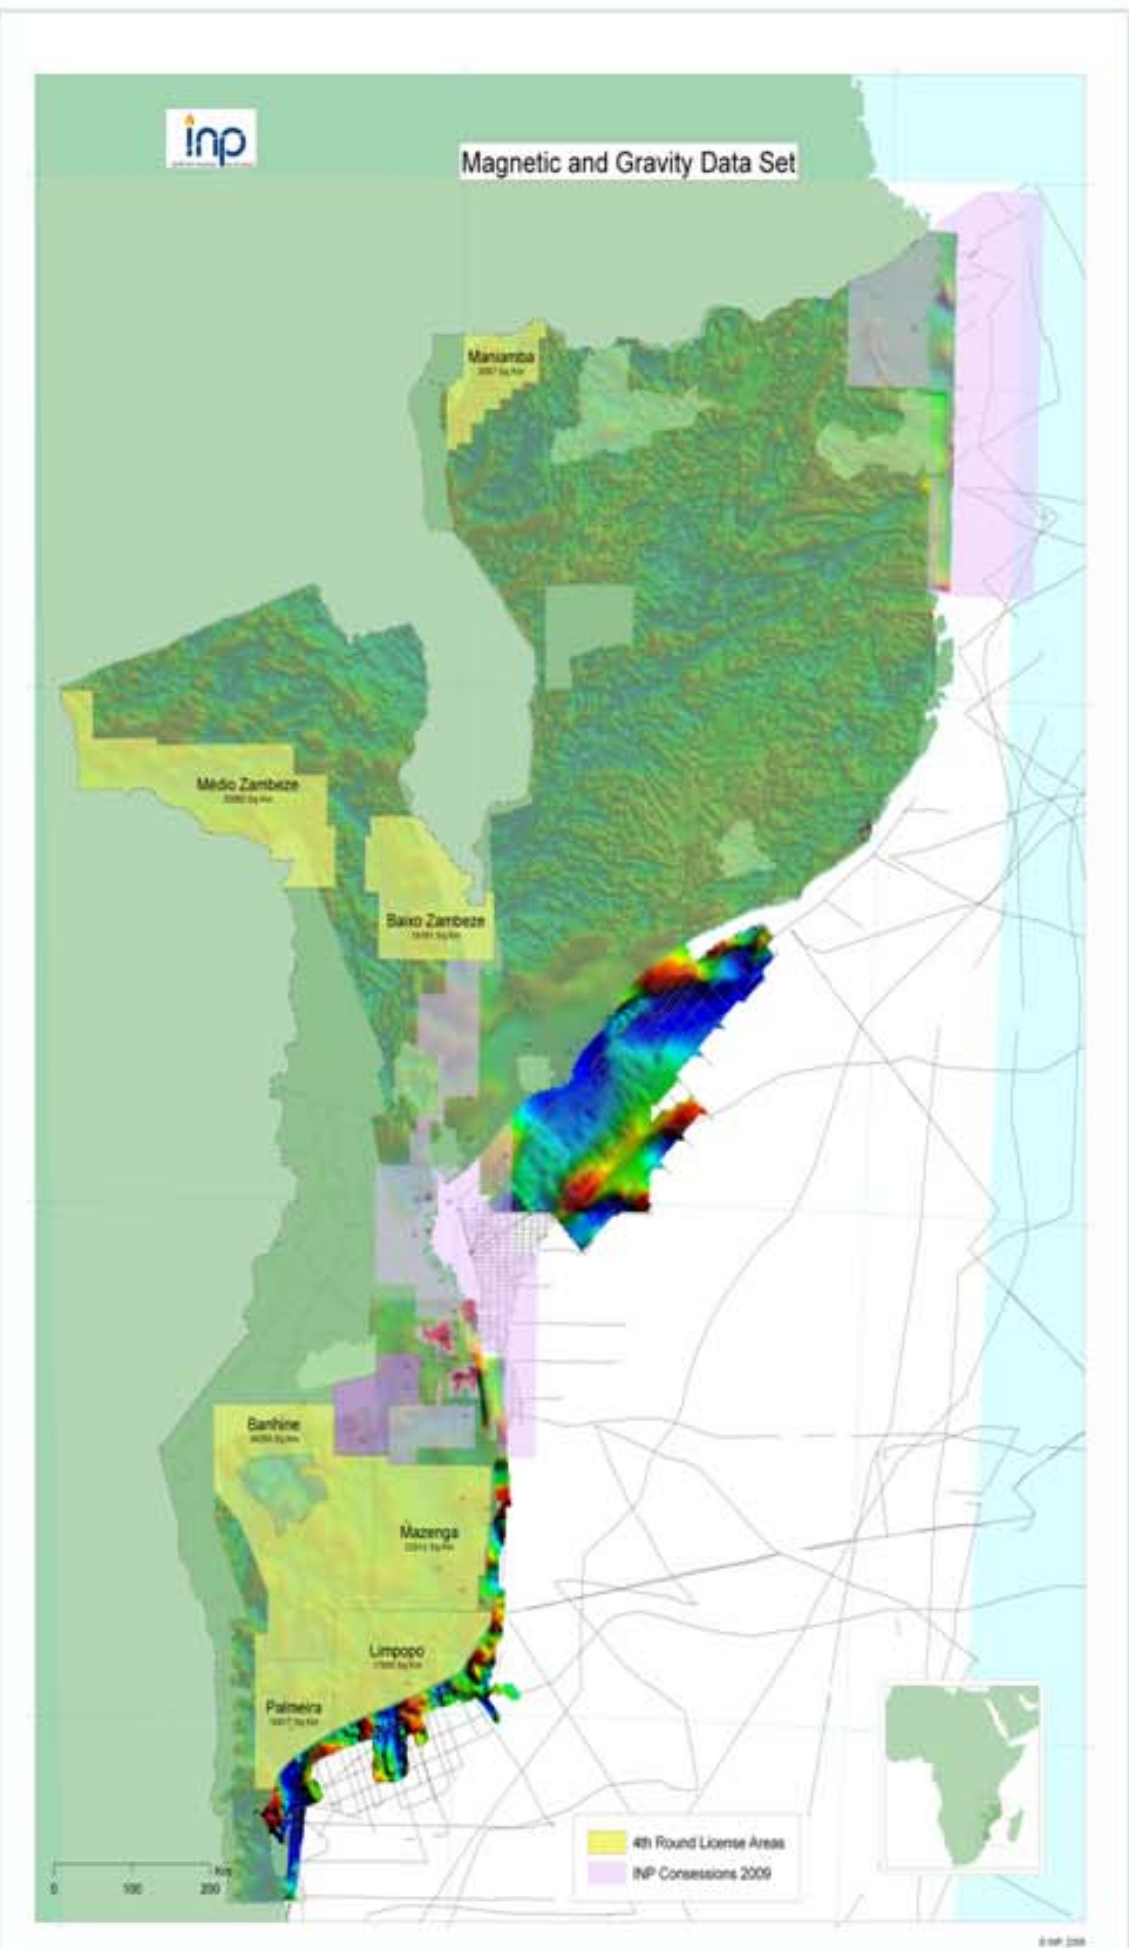 inp
Magnetic and Gravity Data Set
Maniamba
Médio Zambeze
Baixo Zambeze
Banhine
Mazenga
Limpopo
Palmeira
4th Round License Areas
INP Consessions 2009
Km
0 100 200